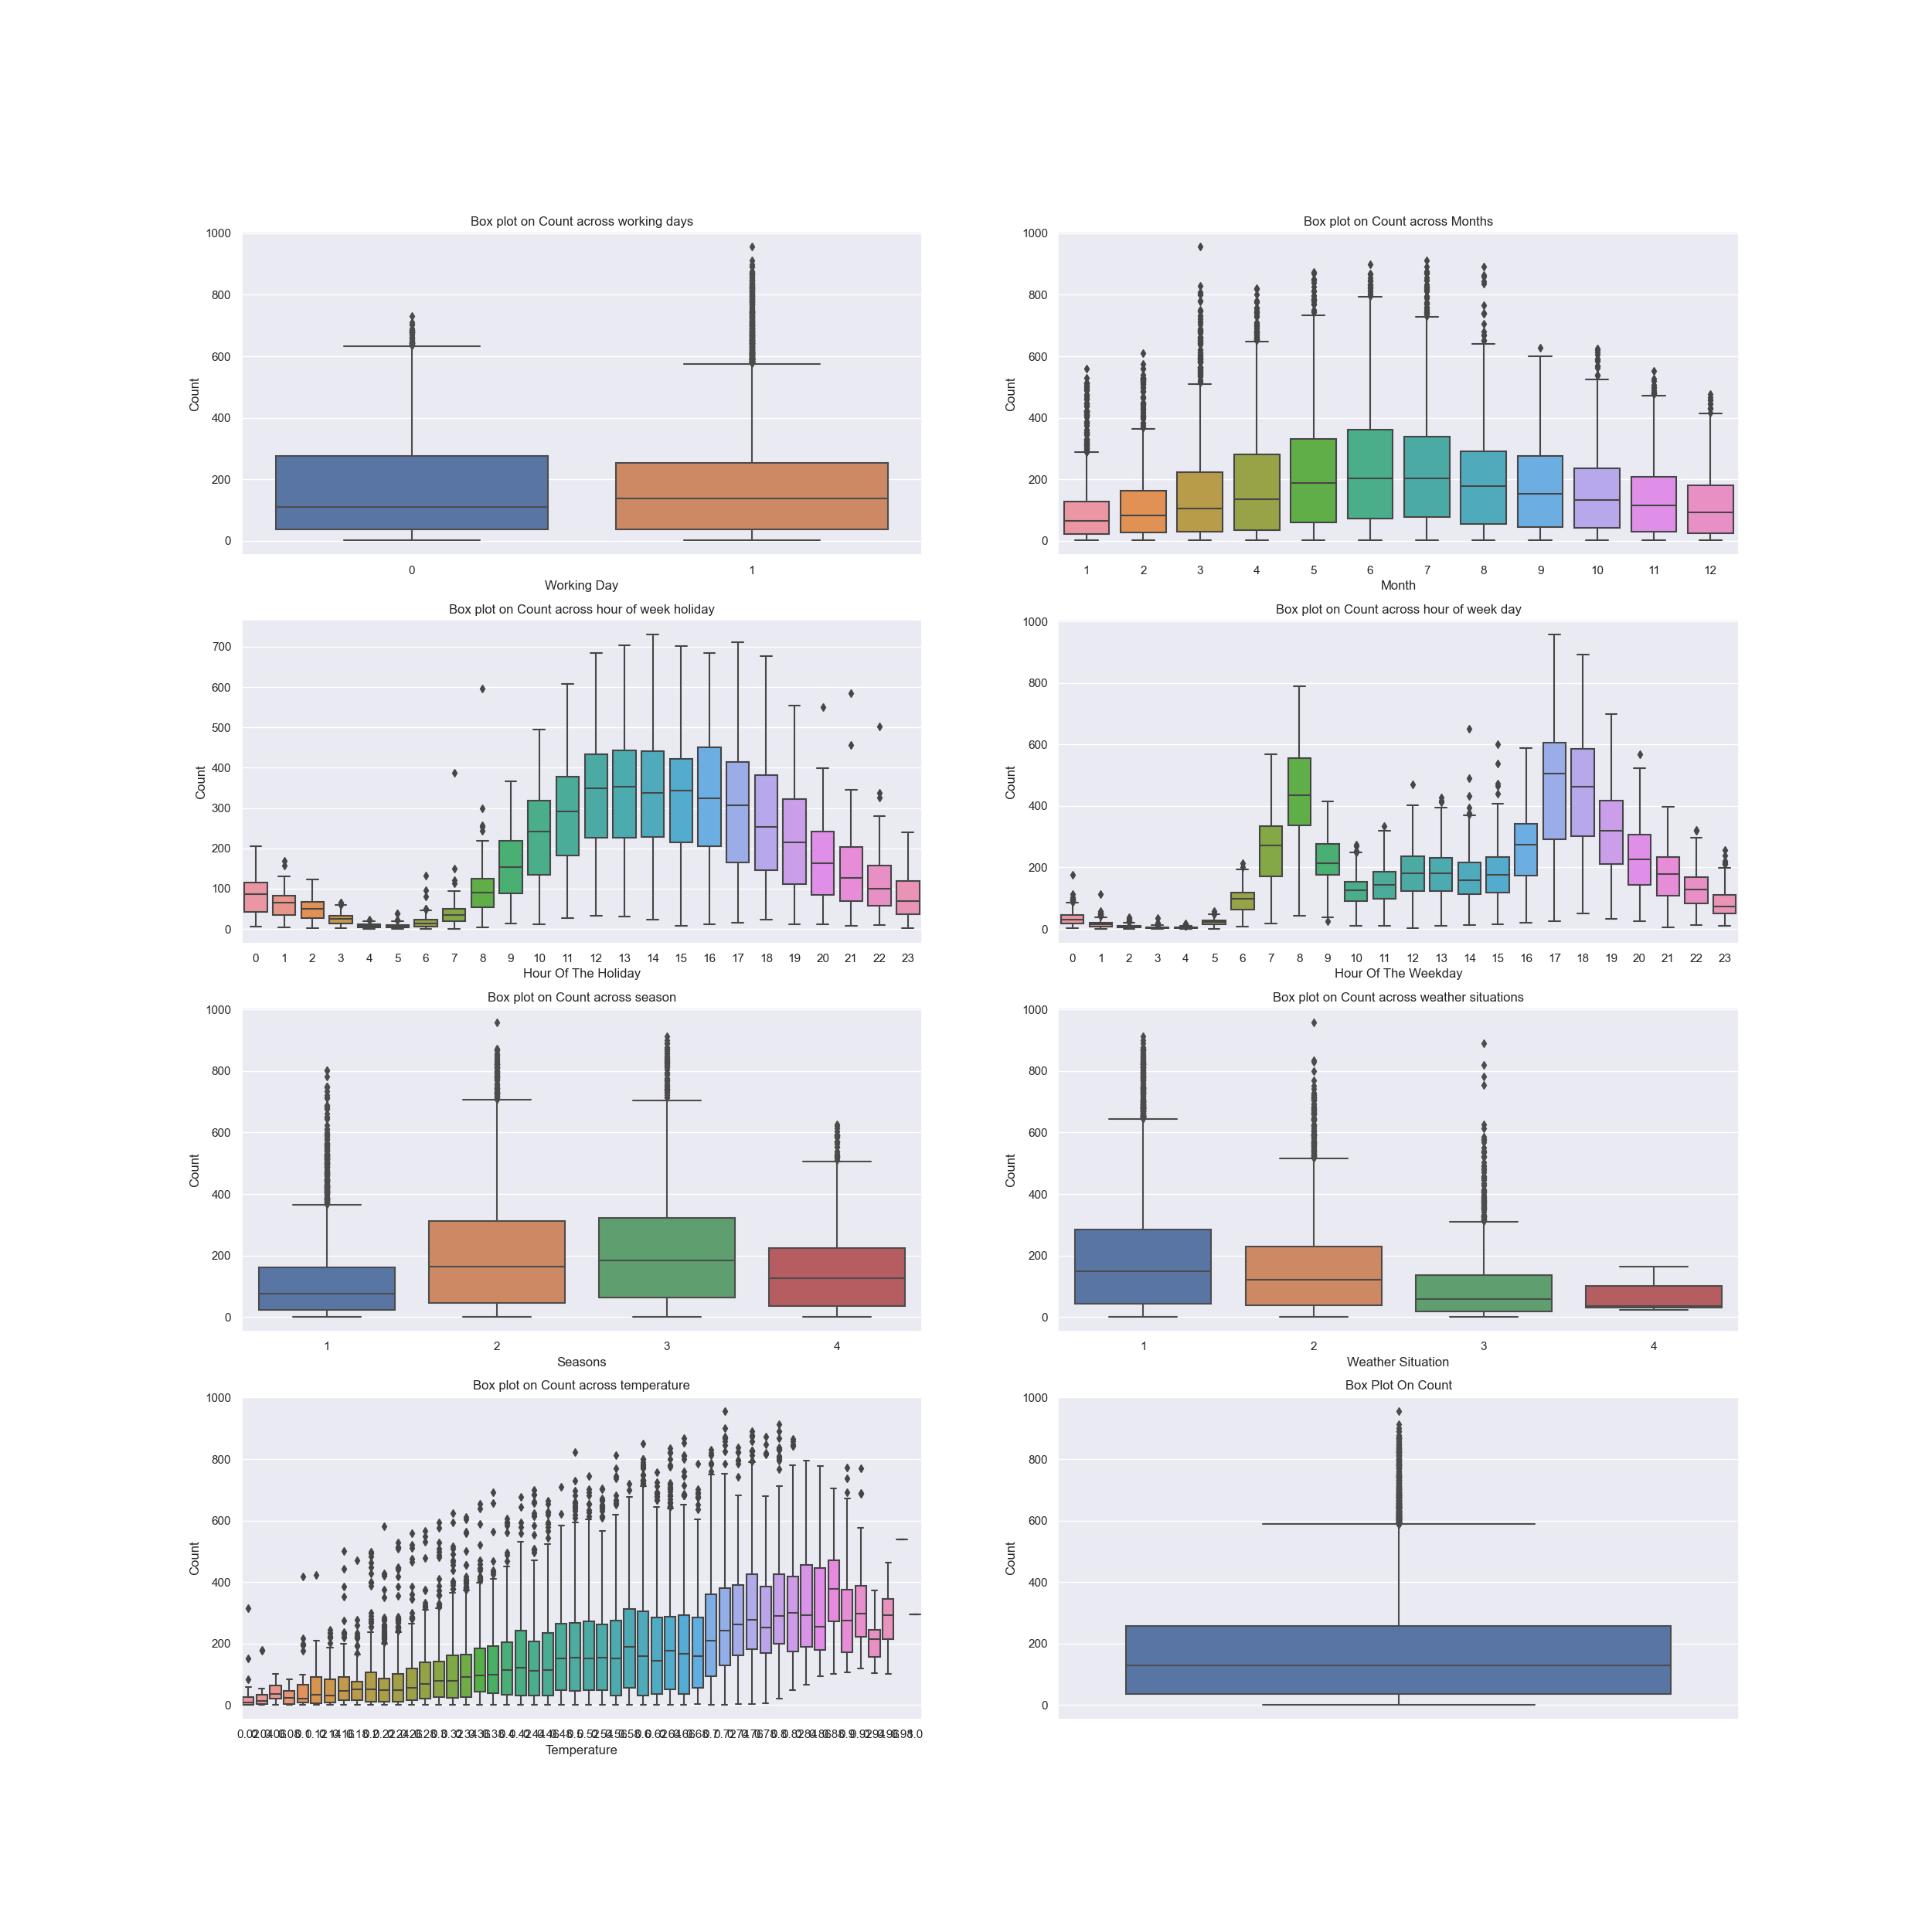 Box plot on Count across working days
1000
800
600
400
200
0
Count
0 1
Working Day
Box plot on Count across Months
1000
800
600
400
200
0
Count
1 2 3 4 5 6 7 8 9 10 11 12
Month
Box plot on Count across hour of week holiday
700
600
500
400
300
200
100
0
Count
0 1 2 3 4 5 6 7 8 9 10 11 12 13 14 15 16 17 18 19 20 21 22 23
Hour Of The Holiday
Box plot on Count across hour of week day
1000
800
600
400
200
0
Count
0 1 2 3 4 5 6 7 8 9 10 11 12 13 14 15 16 17 18 19 20 21 22 23
Hour Of The Weekday
Box plot on Count across season
1000
800
600
400
200
0
Count
1 2 3 4
Seasons
Box plot on Count across weather situations
1000
800
600
400
200
0
Count
1 2 3 4
Weather Situation
Box plot on Count across temperature
1000
800
600
400
200
0
Count
Temperature
Box Plot On Count
1000
800
600
400
200
0
Count